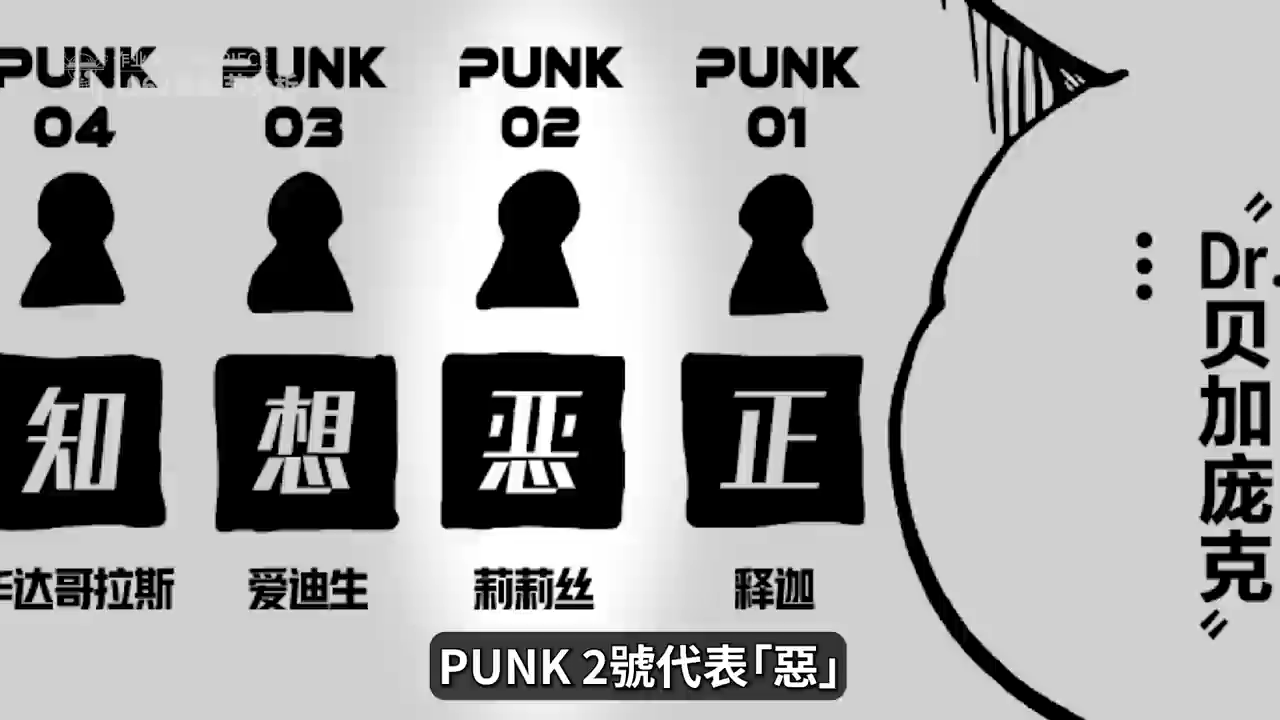 PUNK
04
知
达哥拉斯
PUNK
03
想
爱迪生
PUNK
02
恶
莉莉丝
PUNK
01
正
释迦
“Dr.贝加庞克”
…
PUNK 2號代表「惡」